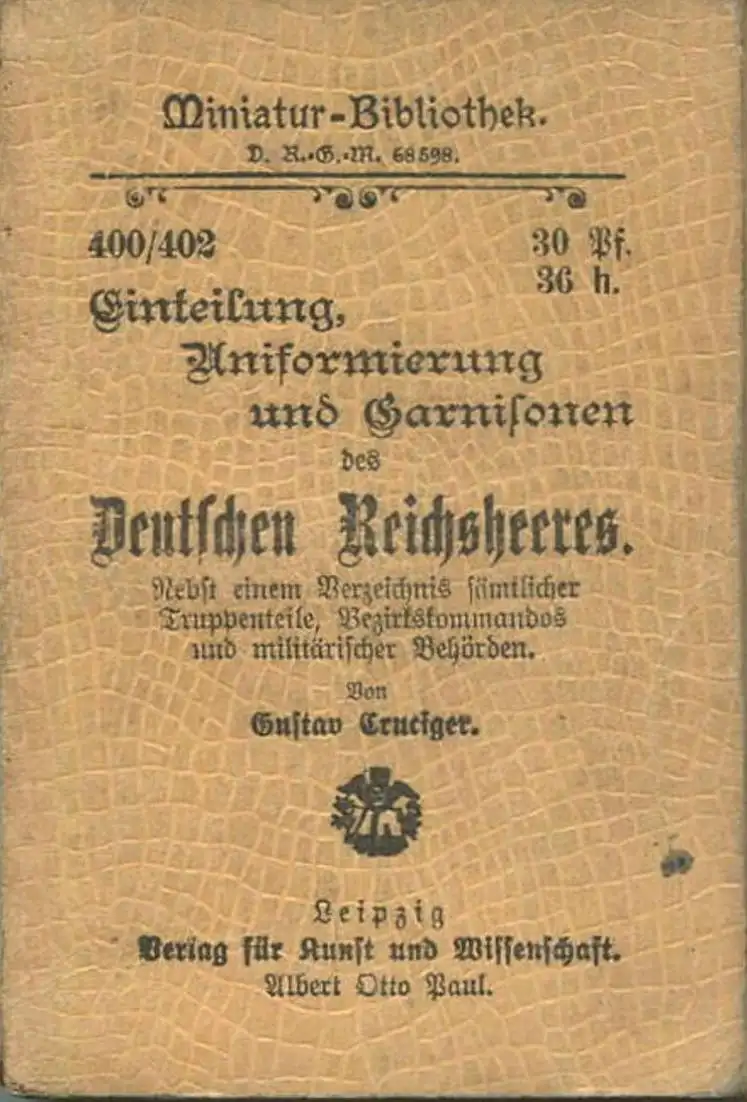 Miniatur-Bibliothek.
D. R.-G.-M. 68598.
400/402 30 Pf.
36 h.
Einteilung,
Uniformierung
und Garniſonen
des
Deutſchen Reichsheeres.
Nebſt einem Verzeichnis ſämtlicher
Truppenteile, Bezirkskommandos
und militäriſcher Behörden.
Von
Guſtav Cruciger.
Leipzig
Verlag für Kunſt und Wiſſenſchaft.
Albert Otto Paul.